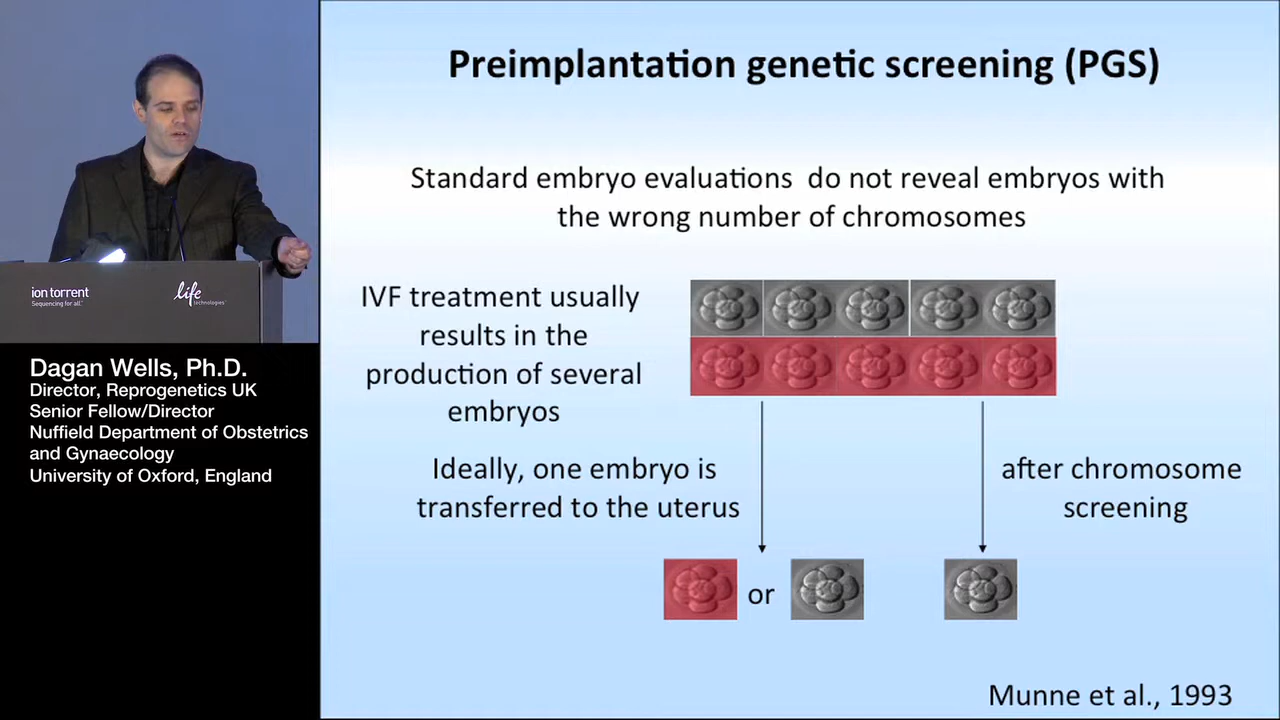 Preimplantation genetic screening (PGS)
Standard embryo evaluations do not reveal embryos with
the wrong number of chromosomes
IVF treatment usually
results in the
production of several
embryos
Ideally, one embryo is
transferred to the uterus
after chromosome
screening
or
Munne et al., 1993
ion torrent
Sequencing for all.
life
technologies
Dagan Wells, Ph.D.
Director, Reprogenetics UK
Senior Fellow/Director
Nuffield Department of Obstetrics
and Gynaecology
University of Oxford, England